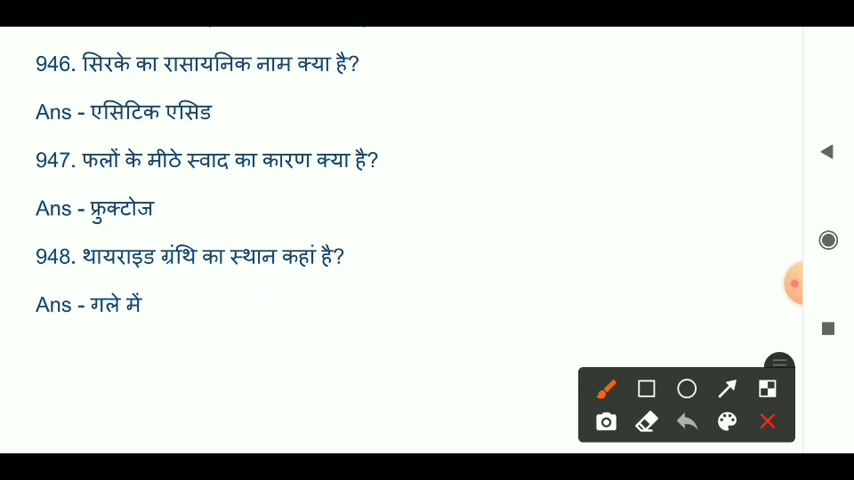 946. सिरके का रासायनिक नाम क्या है?
Ans - एसिटिक एसिड
947. फलों के मीठे स्वाद का कारण क्या है?
Ans - फ्रुक्टोज
948. थायराइड ग्रंथि का स्थान कहां है?
Ans - गले में